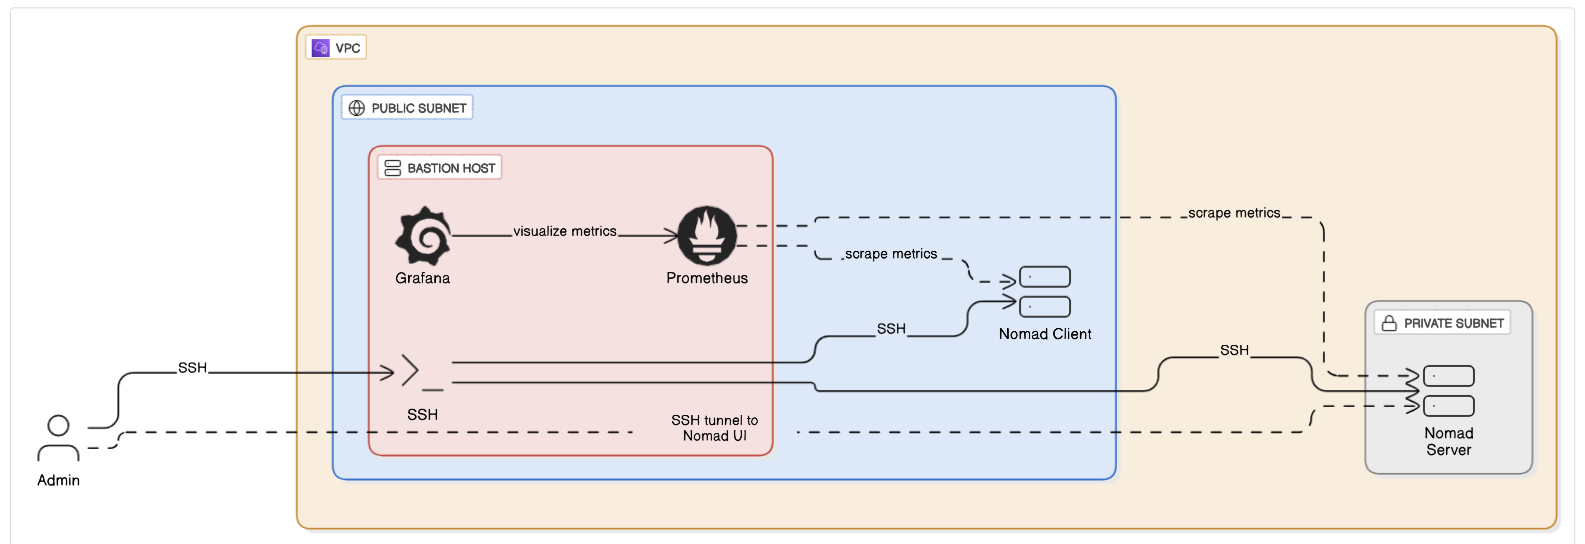 VPC
PUBLIC SUBNET
BASTION HOST
scrape metrics
visualize metrics
scrape metrics
Grafana
Prometheus
Nomad Client
SSH
PRIVATE SUBNET
SSH
SSH
SSH
SSH tunnel to
Nomad UI
Nomad
Server
Admin